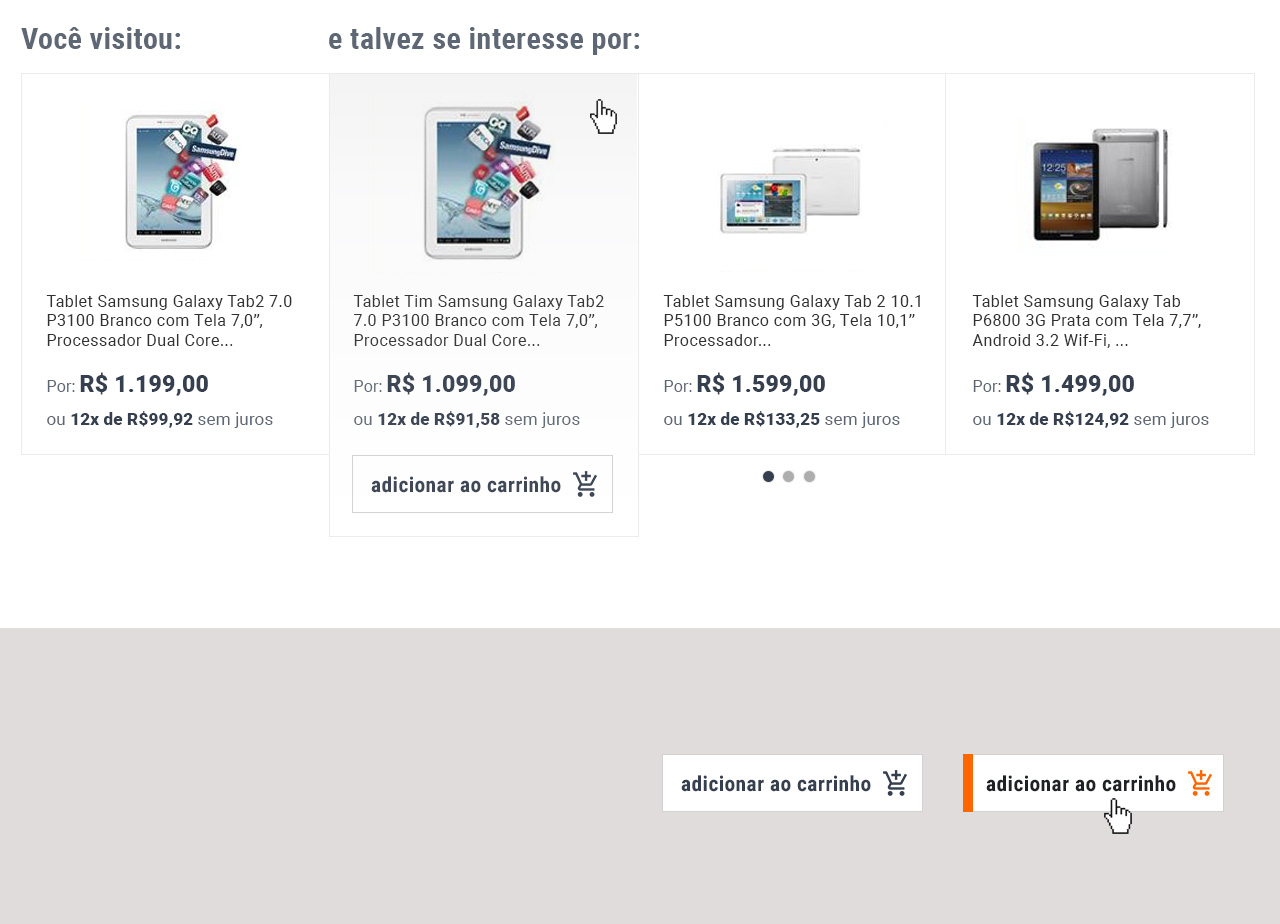 Você visitou:
e talvez se interesse por:
SamsungDive
Tablet Samsung Galaxy Tab2 7.0
P3100 Branco com Tela 7,0”,
Processador Dual Core...
Por: R$ 1.199,00
ou 12x de R$99,92 sem juros
SamsungDive
Tablet Tim Samsung Galaxy Tab2
7.0 P3100 Branco com Tela 7,0”,
Processador Dual Core...
Por: R$ 1.099,00
ou 12x de R$91,58 sem juros
adicionar ao carrinho
Tablet Samsung Galaxy Tab 2 10.1
P5100 Branco com 3G, Tela 10,1”
Processador...
Por: R$ 1.599,00
ou 12x de R$133,25 sem juros
12:25
Tablet Samsung Galaxy Tab
P6800 3G Prata com Tela 7,7”,
Android 3.2 Wif-Fi, ...
Por: R$ 1.499,00
ou 12x de R$124,92 sem juros
adicionar ao carrinho
adicionar ao carrinho